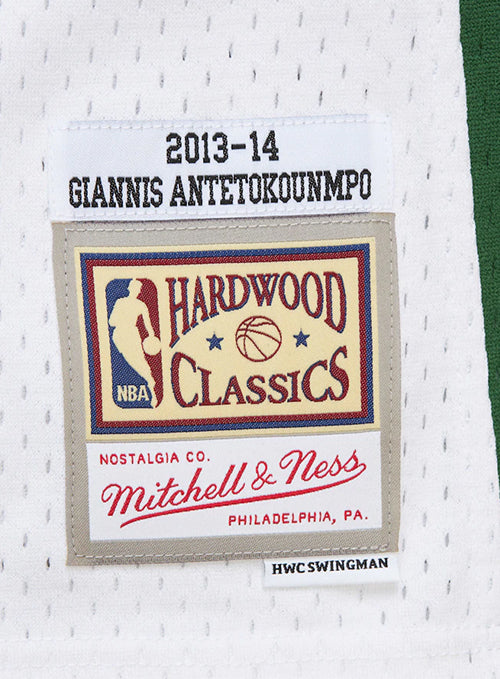 2013-14
GIANNIS ANTETOKOUNMPO
HARDWOOD
NBA
CLASSICS
NOSTALGIA CO.
Mitchell & Ness
PHILADELPHIA, PA.
HWC SWINGMAN